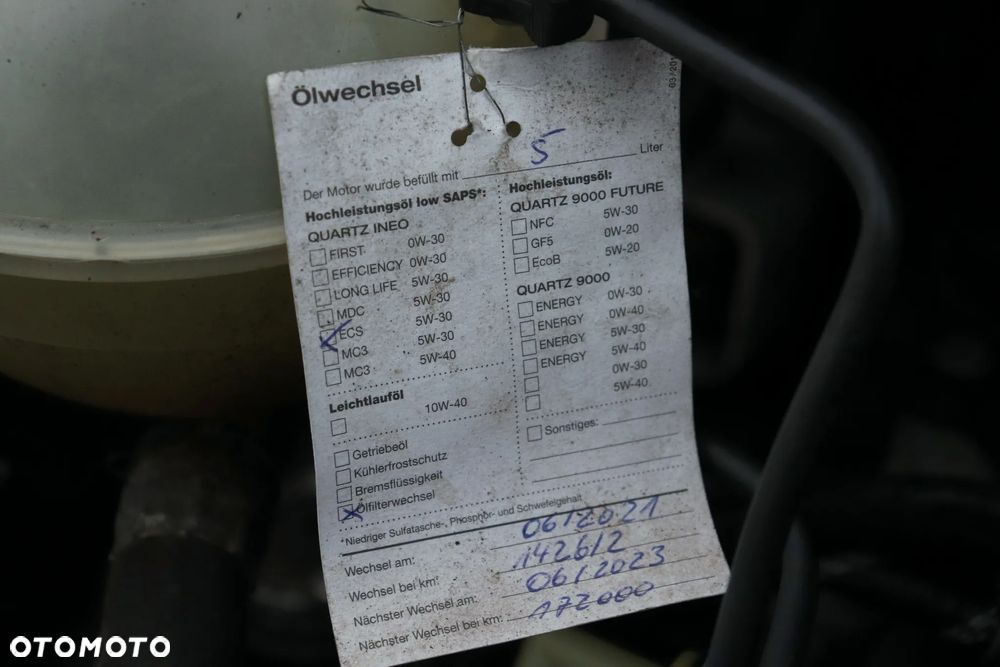 03/201
Ölwechsel
Der Motor wurde befüllt mit 5 Liter
Hochleistungsöl low SAPS*:
QUARTZ INEO
FIRST 0W-30
EFFICIENCY 0W-30
LONG LIFE 5W-30
MDC 5W-30
ECS 5W-30
MC3 5W-30
MC3 5W-40
Leichtlauföl
10W-40
Getriebeöl
Kühlerfrostschutz
Bremsflüssigkeit
Ölfilterwechsel
Hochleistungsöl:
QUARTZ 9000 FUTURE
NFC 5W-30
GF5 0W-20
EcoB 5W-20
QUARTZ 9000
ENERGY 0W-30
ENERGY 0W-40
ENERGY 5W-30
ENERGY 5W-40
0W-30
5W-40
Sonstiges:
*Niedriger Sulfatasche-, Phosphor- und Schwefelgehalt
Wechsel am: 06/2021
Wechsel bei km: 142612
Nächster Wechsel am: 06/2023
Nächster Wechsel bei km: 172000
OTOMOTO